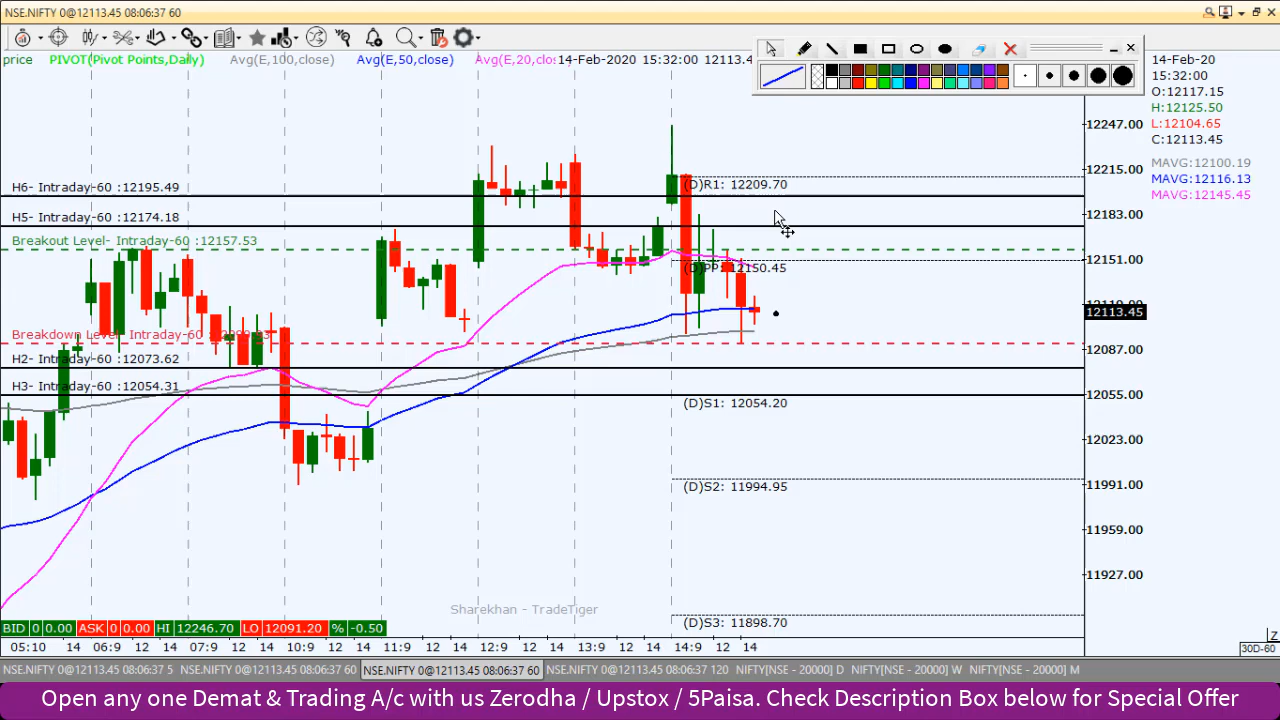 NSE.NIFTY 0@12113.45 08:06:37 60
price PIVOT(Pivot Points,Daily) Avg(E,100,close) Avg(E,50,close) Avg(E,20,clos 14-Feb-2020 15:32:00 12113.4
14-Feb-20
15:32:00
O:12117.15
H:12125.50
L:12104.65
C:12113.45
MAVG:12100.19
MAVG:12116.13
MAVG:12145.45
12247.00
12215.00
12183.00
12151.00
12113.45
12087.00
12055.00
12023.00
11991.00
11959.00
11927.00
H6- Intraday-60 :12195.49
H5- Intraday-60 :12174.18
Breakout Level- Intraday-60 :12157.53
Breakdown Level- Intraday-60
H2- Intraday-60 :12073.62
H3- Intraday-60 :12054.31
(D)R1: 12209.70
(D)PP: 12150.45
(D)S1: 12054.20
(D)S2: 11994.95
(D)S3: 11898.70
Sharekhan - TradeTiger
BID 0 0.00 ASK 0 0.00 HI 12246.70 LO 12091.20 % -0.50
05:10 14 06:9 12 14 07:9 12 14 10:9 12 14 11:9 12 14 12:9 12 14 13:9 12 14 14:9 12 14
30D-60
Z
NSE.NIFTY 0@12113.45 08:06:37 5 NSE.NIFTY 0@12113.45 08:06:37 60 NSE.NIFTY 0@12113.45 08:06:37 60 NSE.NIFTY 0@12113.45 08:06:37 60 NIFTY[NSE - 20000] D NIFTY[NSE - 20000] W NIFTY[NSE - 20000] M
Open any one Demat & Trading A/c with us Zerodha / Upstox / 5Paisa. Check Description Box below for Special Offer